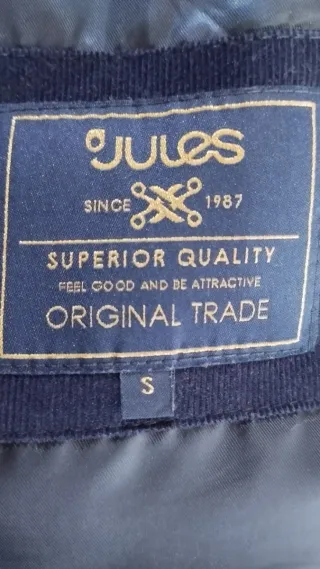 JULES
SINCE 1987
SUPERIOR QUALITY
FEEL GOOD AND BE ATTRACTIVE
ORIGINAL TRADE
S